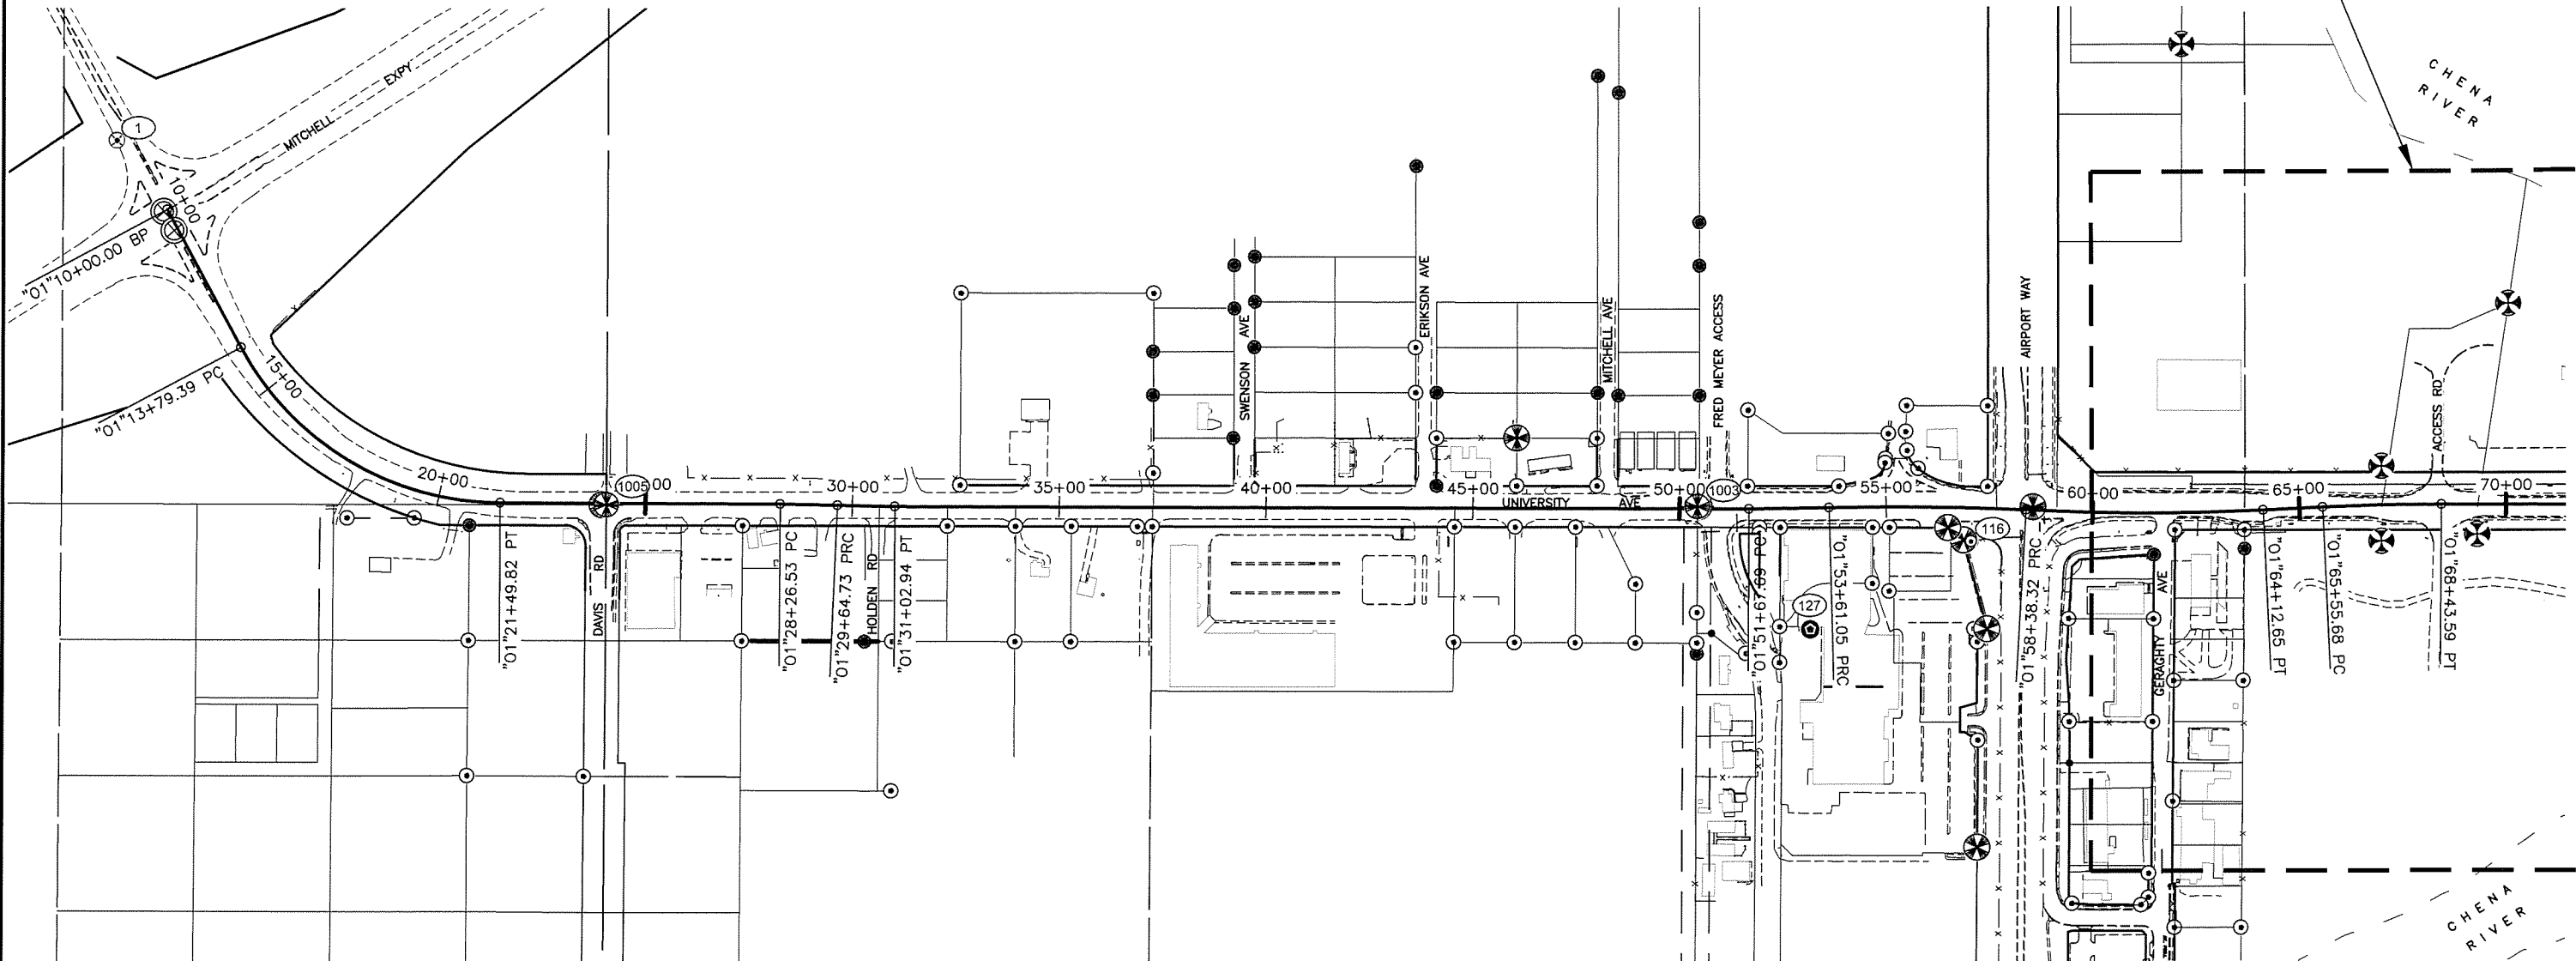 CHENA
RIVER
1
MITCHELL
EXPY
10+00
"01"10+00.00 BP
"01"13+79.39 PC
15+00
20+00
1005
00
30+00
35+00
40+00
45+00
50+00
1003
55+00
60+00
65+00
70+00
SWENSON AVE
ERIKSON AVE
MITCHELL AVE
FRED MEYER ACCESS
AIRPORT WAY
ACCESS RD
UNIVERSITY AVE
116
127
"01"21+49.82 PT
DAVIS RD
"01"28+26.53 PC
"01"29+64.73 PRC
HOLDEN RD
"01"31+02.94 PT
"01"51+67.69 PC
"01"53+61.05 PRC
"01"58+38.32 PRC
GERAGHTY AVE
"01"64+12.65 PT
"01"65+55.68 PC
"01"68+43.59 PT
CHENA
RIVER